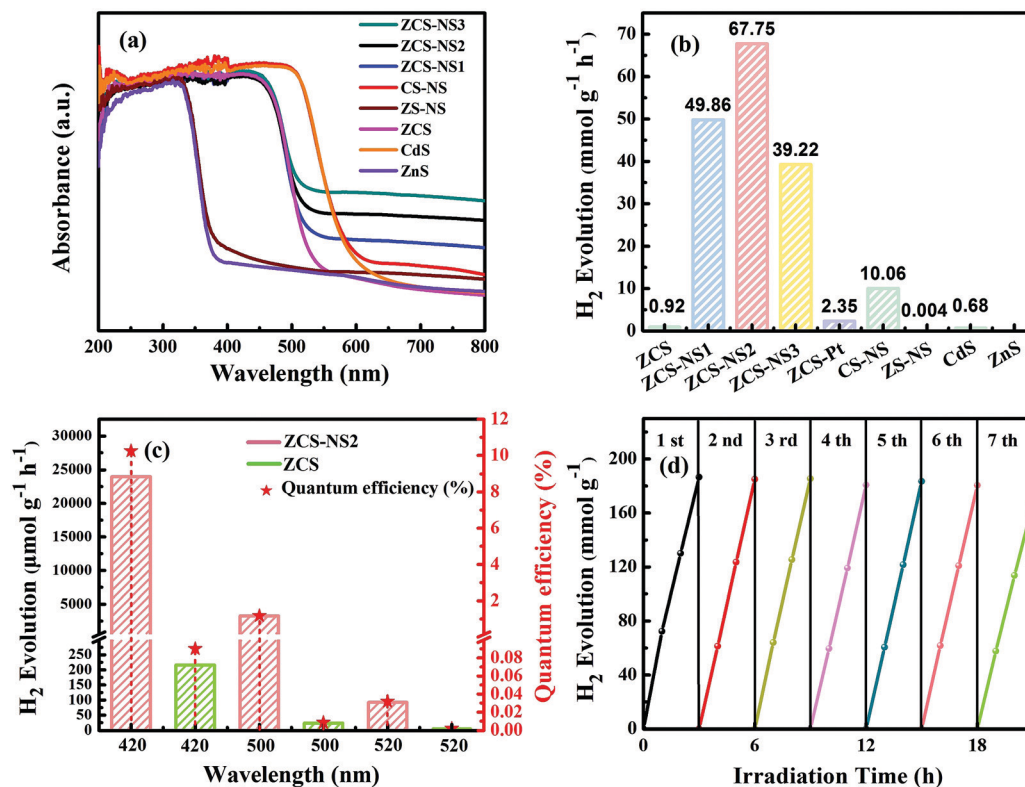 (a)
ZCS-NS3
ZCS-NS2
ZCS-NS1
CS-NS
ZS-NS
ZCS
CdS
ZnS
Absorbance (a.u.)
200 300 400 500 600 700 800
Wavelength (nm)
(b)
H₂ Evolution (mmol g⁻¹ h⁻¹)
70
60
50
40
30
20
10
0
0.92
49.86
67.75
39.22
2.35
10.06
0.004
0.68
ZCS ZCS-NS1 ZCS-NS2 ZCS-NS3 ZCS-Pt CS-NS ZS-NS CdS ZnS
(c)
ZCS-NS2
ZCS
Quantum efficiency (%)
H₂ Evolution (μmol g⁻¹ h⁻¹)
30000
25000
20000
15000
10000
5000
250
200
150
100
50
0
12
10
8
6
4
2
0.08
0.04
0.02
0.00
Quantum efficiency (%)
420 420 500 500 520 520
Wavelength (nm)
(d)
1 st 2 nd 3 rd 4 th 5 th 6 th 7 th
H₂ Evolution (mmol g⁻¹)
200
180
160
120
80
40
0
0 6 12 18
Irradiation Time (h)